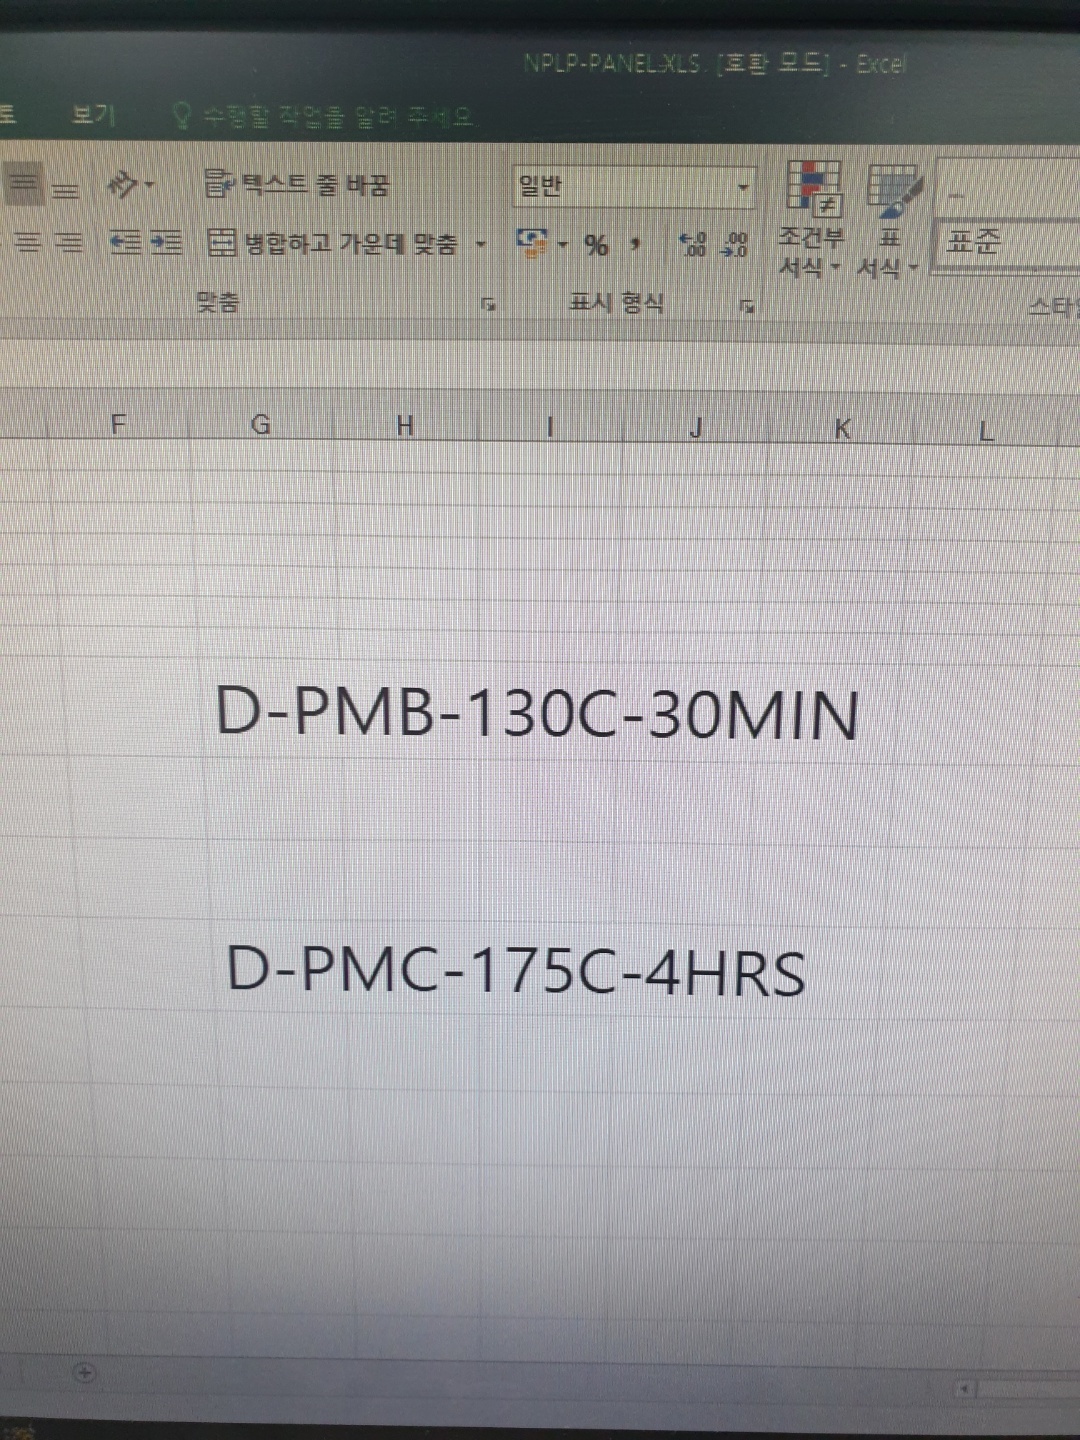 NPLP-PANEL.XLS [호환 모드] - Excel
토 보기 수행할 작업을 알려 주세요
텍스트 줄 바꿈 일반
병합하고 가운데 맞춤 % , ←.0 .00 .00 →.0 조건부 서식 표 서식 표준
맞춤 표시 형식 스타일
F G H I J K L
D-PMB-130C-30MIN
D-PMC-175C-4HRS